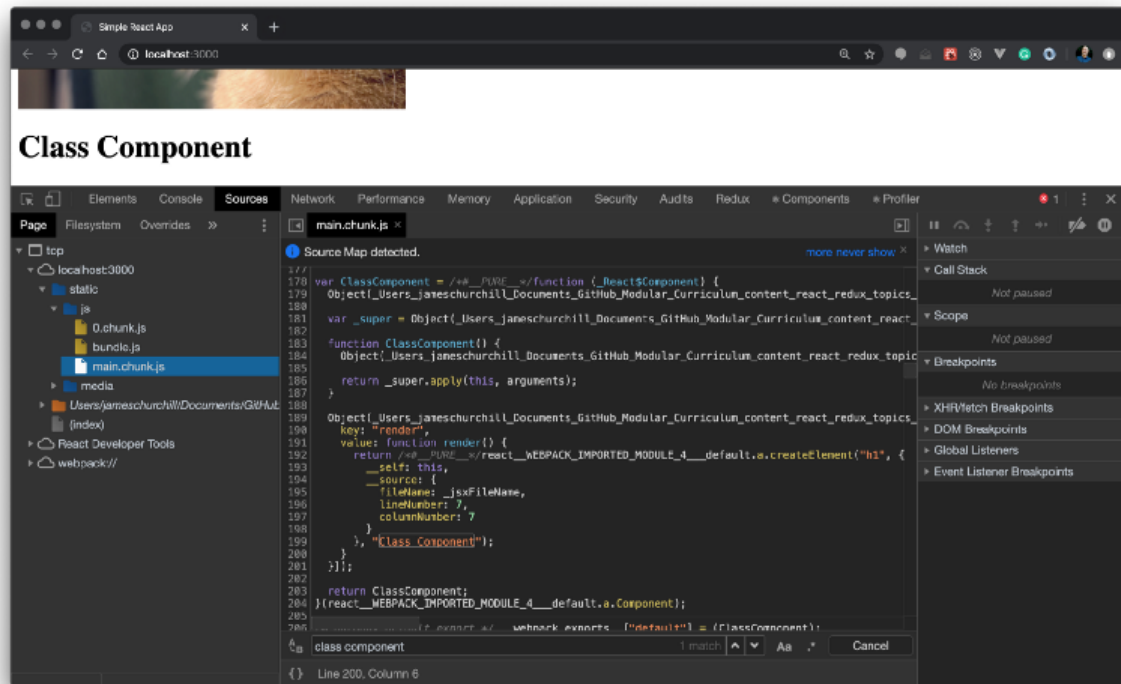 Simple React App
localhost:3000
Class Component
Elements Console Sources Network Performance Memory Application Security Audits Redux Components Profiler 1
Page Filesystem Overrides »
main.chunk.js
Source Map detected. more never show
top
localhost:3000
static
js
0.chunk.js
bundle.js
main.chunk.js
media
Users/jameschurchill/Documents/GitHub
(index)
React Developer Tools
webpack://
177
178 var ClassComponent = /*#__PURE__*/function (_React$Component) {
179 Object(_Users_jameschurchill_Documents_GitHub_Modular_Curriculum_content_react_redux_topics_
180
181 var _super = Object(_Users_jameschurchill_Documents_GitHub_Modular_Curriculum_content_react_
182
183 function ClassComponent() {
184 Object(_Users_jameschurchill_Documents_GitHub_Modular_Curriculum_content_react_redux_topic
185
186 return _super.apply(this, arguments);
187 }
188
189 Object(_Users_jameschurchill_Documents_GitHub_Modular_Curriculum_content_react_redux_topics_
190 key: "render",
191 value: function render() {
192 return /*#__PURE__*/react__WEBPACK_IMPORTED_MODULE_4___default.a.createElement("h1", {
193 __self: this,
194 __source: {
195 fileName: _jsxFileName,
196 lineNumber: 7,
197 columnNumber: 7
198 }
199 }, "Class Component");
200 }
201 }]);
202
203 return ClassComponent;
204 }(react__WEBPACK_IMPORTED_MODULE_4___default.a.Component);
205
206 export */ __webpack_exports__["default"] = (ClassComponent);
class component 1 match Aa .* Cancel
{} Line 200, Column 6
Watch
Call Stack
Not paused
Scope
Not paused
Breakpoints
No breakpoints
XHR/fetch Breakpoints
DOM Breakpoints
Global Listeners
Event Listener Breakpoints